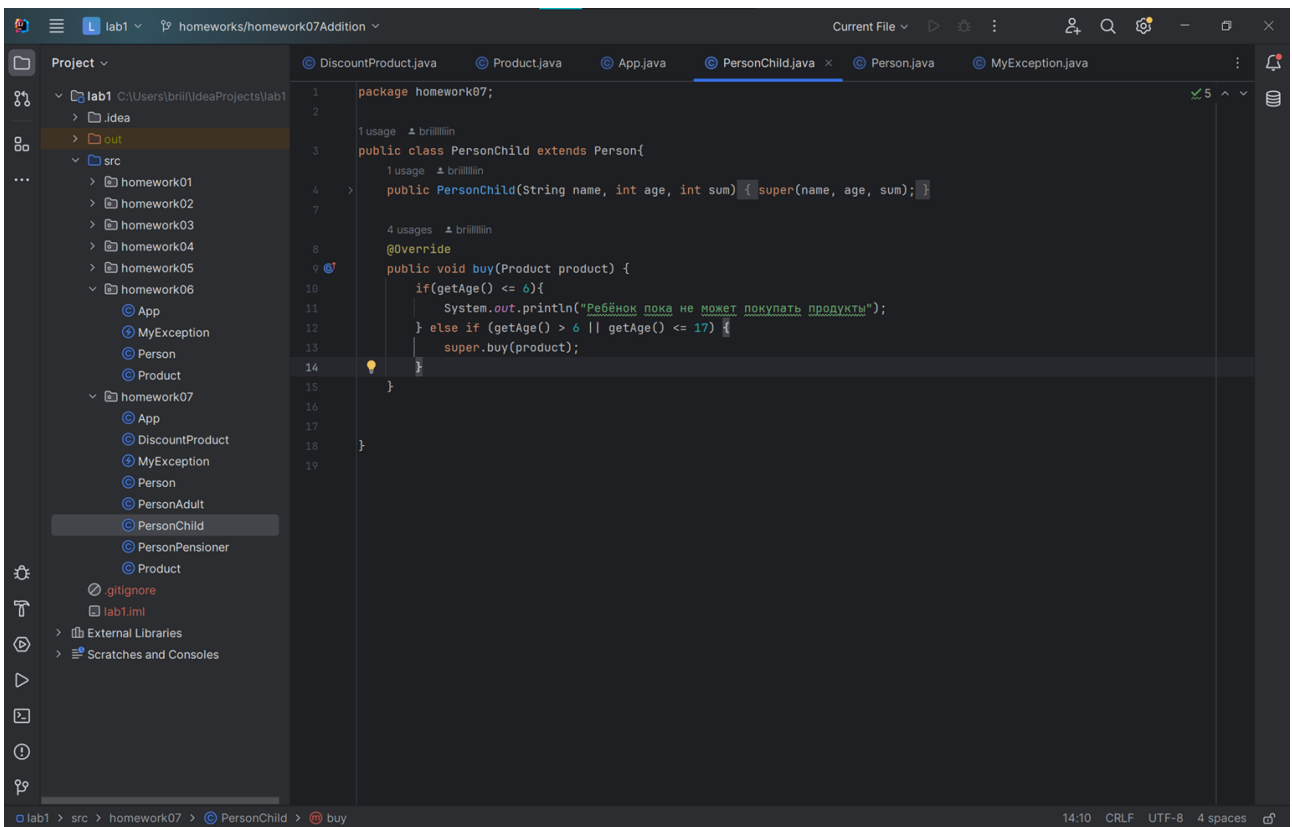 L lab1 homeworks/homework07Addition Current File
Project
DiscountProduct.java Product.java App.java PersonChild.java Person.java MyException.java
lab1 C:\Users\briil\IdeaProjects\lab1
.idea
out
src
homework01
homework02
homework03
homework04
homework05
homework06
App
MyException
Person
Product
homework07
App
DiscountProduct
MyException
Person
PersonAdult
PersonChild
PersonPensioner
Product
.gitignore
lab1.iml
External Libraries
Scratches and Consoles
5
1 package homework07;
2
1 usage
3 public class PersonChild extends Person{
1 usage
4 public PersonChild(String name, int age, int sum) { super(name, age, sum); }
7
4 usages
8 @Override
9 public void buy(Product product) {
10 if(getAge() <= 6){
11 System.out.println("Ребёнок пока не может покупать продукты");
12 } else if (getAge() > 6 || getAge() <= 17) {
13 super.buy(product);
14 }
15 }
16
17
18 }
19
lab1 > src > homework07 > PersonChild > m buy 14:10 CRLF UTF-8 4 spaces